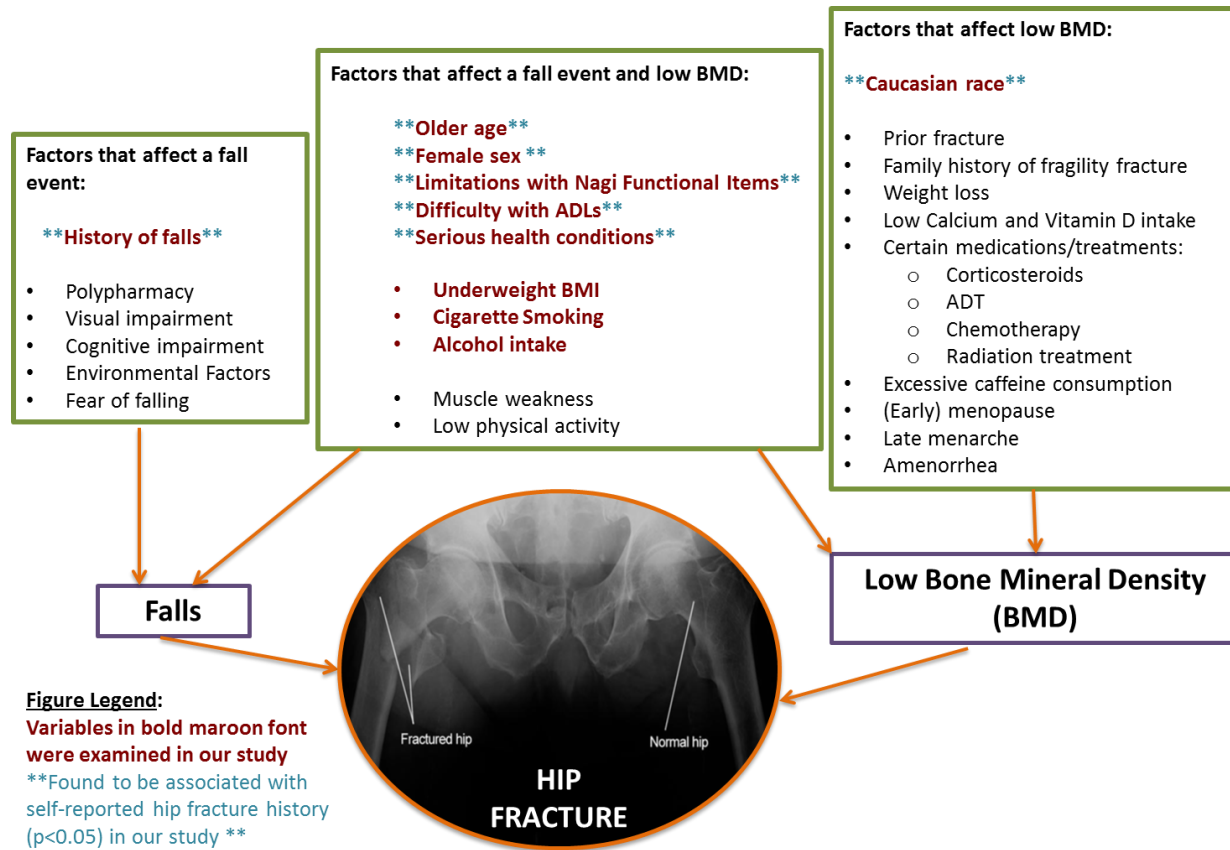 Factors that affect a fall
event:
**History of falls**
• Polypharmacy
• Visual impairment
• Cognitive impairment
• Environmental Factors
• Fear of falling
Factors that affect a fall event and low BMD:
**Older age**
**Female sex **
**Limitations with Nagi Functional Items**
**Difficulty with ADLs**
**Serious health conditions**
• Underweight BMI
• Cigarette Smoking
• Alcohol intake
• Muscle weakness
• Low physical activity
Factors that affect low BMD:
**Caucasian race**
• Prior fracture
• Family history of fragility fracture
• Weight loss
• Low Calcium and Vitamin D intake
• Certain medications/treatments:
o Corticosteroids
o ADT
o Chemotherapy
o Radiation treatment
• Excessive caffeine consumption
• (Early) menopause
• Late menarche
• Amenorrhea
Falls
Low Bone Mineral Density
(BMD)
Fractured hip
Normal hip
HIP
FRACTURE
Figure Legend:
Variables in bold maroon font
were examined in our study
**Found to be associated with
self-reported hip fracture history
(p<0.05) in our study **